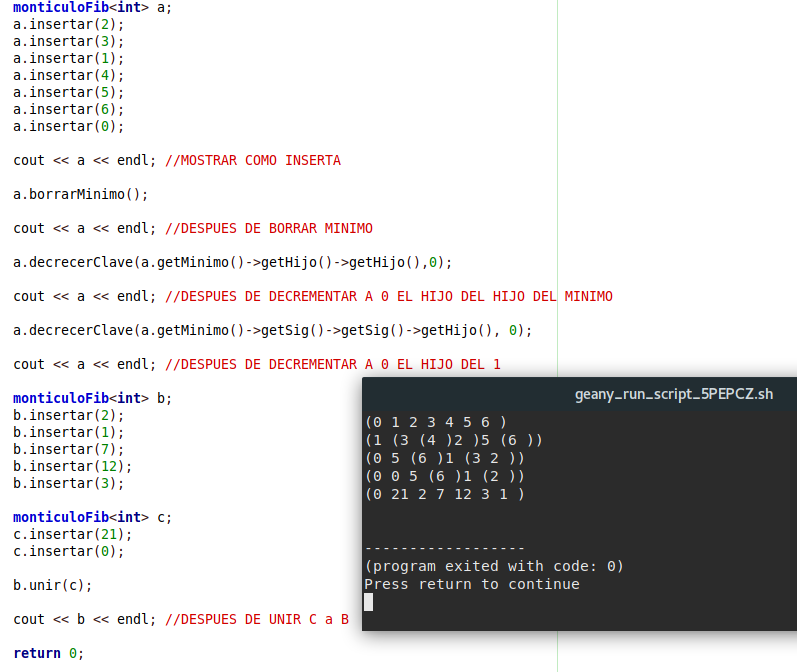 monticuloFib<int> a;
a.insertar(2);
a.insertar(3);
a.insertar(1);
a.insertar(4);
a.insertar(5);
a.insertar(6);
a.insertar(0);
cout << a << endl; //MOSTRAR COMO INSERTA
a.borrarMinimo();
cout << a << endl; //DESPUES DE BORRAR MINIMO
a.decrecerClave(a.getMinimo()->getHijo()->getHijo(),0);
cout << a << endl; //DESPUES DE DECREMENTAR A 0 EL HIJO DEL HIJO DEL MINIMO
a.decrecerClave(a.getMinimo()->getSig()->getSig()->getHijo(), 0);
cout << a << endl; //DESPUES DE DECREMENTAR A 0 EL HIJO DEL 1
monticuloFib<int> b;
b.insertar(2);
b.insertar(1);
b.insertar(7);
b.insertar(12);
b.insertar(3);
monticuloFib<int> c;
c.insertar(21);
c.insertar(0);
b.unir(c);
cout << b << endl; //DESPUES DE UNIR C a B
return 0;
geany_run_script_5PEPCZ.sh
(0 1 2 3 4 5 6 )
(1 (3 (4 )2 )5 (6 ))
(0 5 (6 )1 (3 2 ))
(0 0 5 (6 )1 (2 ))
(0 21 2 7 12 3 1 )
------------------
(program exited with code: 0)
Press return to continue